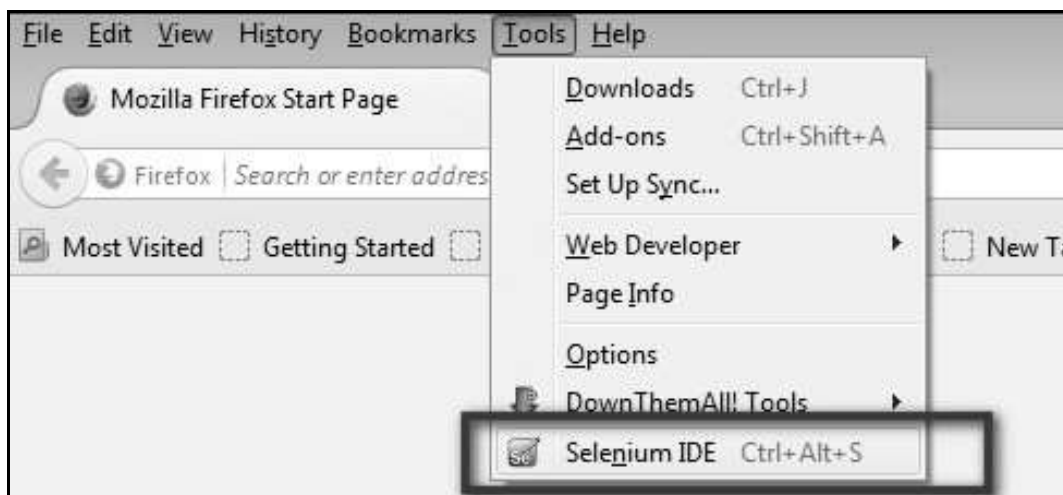 File Edit View History Bookmarks Tools Help
Mozilla Firefox Start Page
Firefox Search or enter addres
Most Visited Getting Started New Ta
Downloads Ctrl+J
Add-ons Ctrl+Shift+A
Set Up Sync...
Web Developer
Page Info
Options
DownThemAll! Tools
Selenium IDE Ctrl+Alt+S